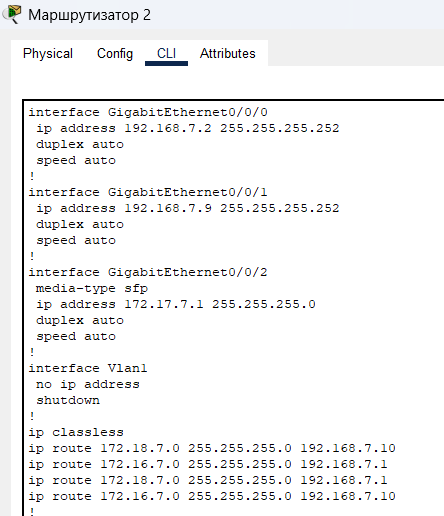 Маршрутизатор 2
Physical Config CLI Attributes
interface GigabitEthernet0/0/0
ip address 192.168.7.2 255.255.255.252
duplex auto
speed auto
!
interface GigabitEthernet0/0/1
ip address 192.168.7.9 255.255.255.252
duplex auto
speed auto
!
interface GigabitEthernet0/0/2
media-type sfp
ip address 172.17.7.1 255.255.255.0
duplex auto
speed auto
!
interface Vlan1
no ip address
shutdown
!
ip classless
ip route 172.18.7.0 255.255.255.0 192.168.7.10
ip route 172.16.7.0 255.255.255.0 192.168.7.1
ip route 172.18.7.0 255.255.255.0 192.168.7.1
ip route 172.16.7.0 255.255.255.0 192.168.7.10
!